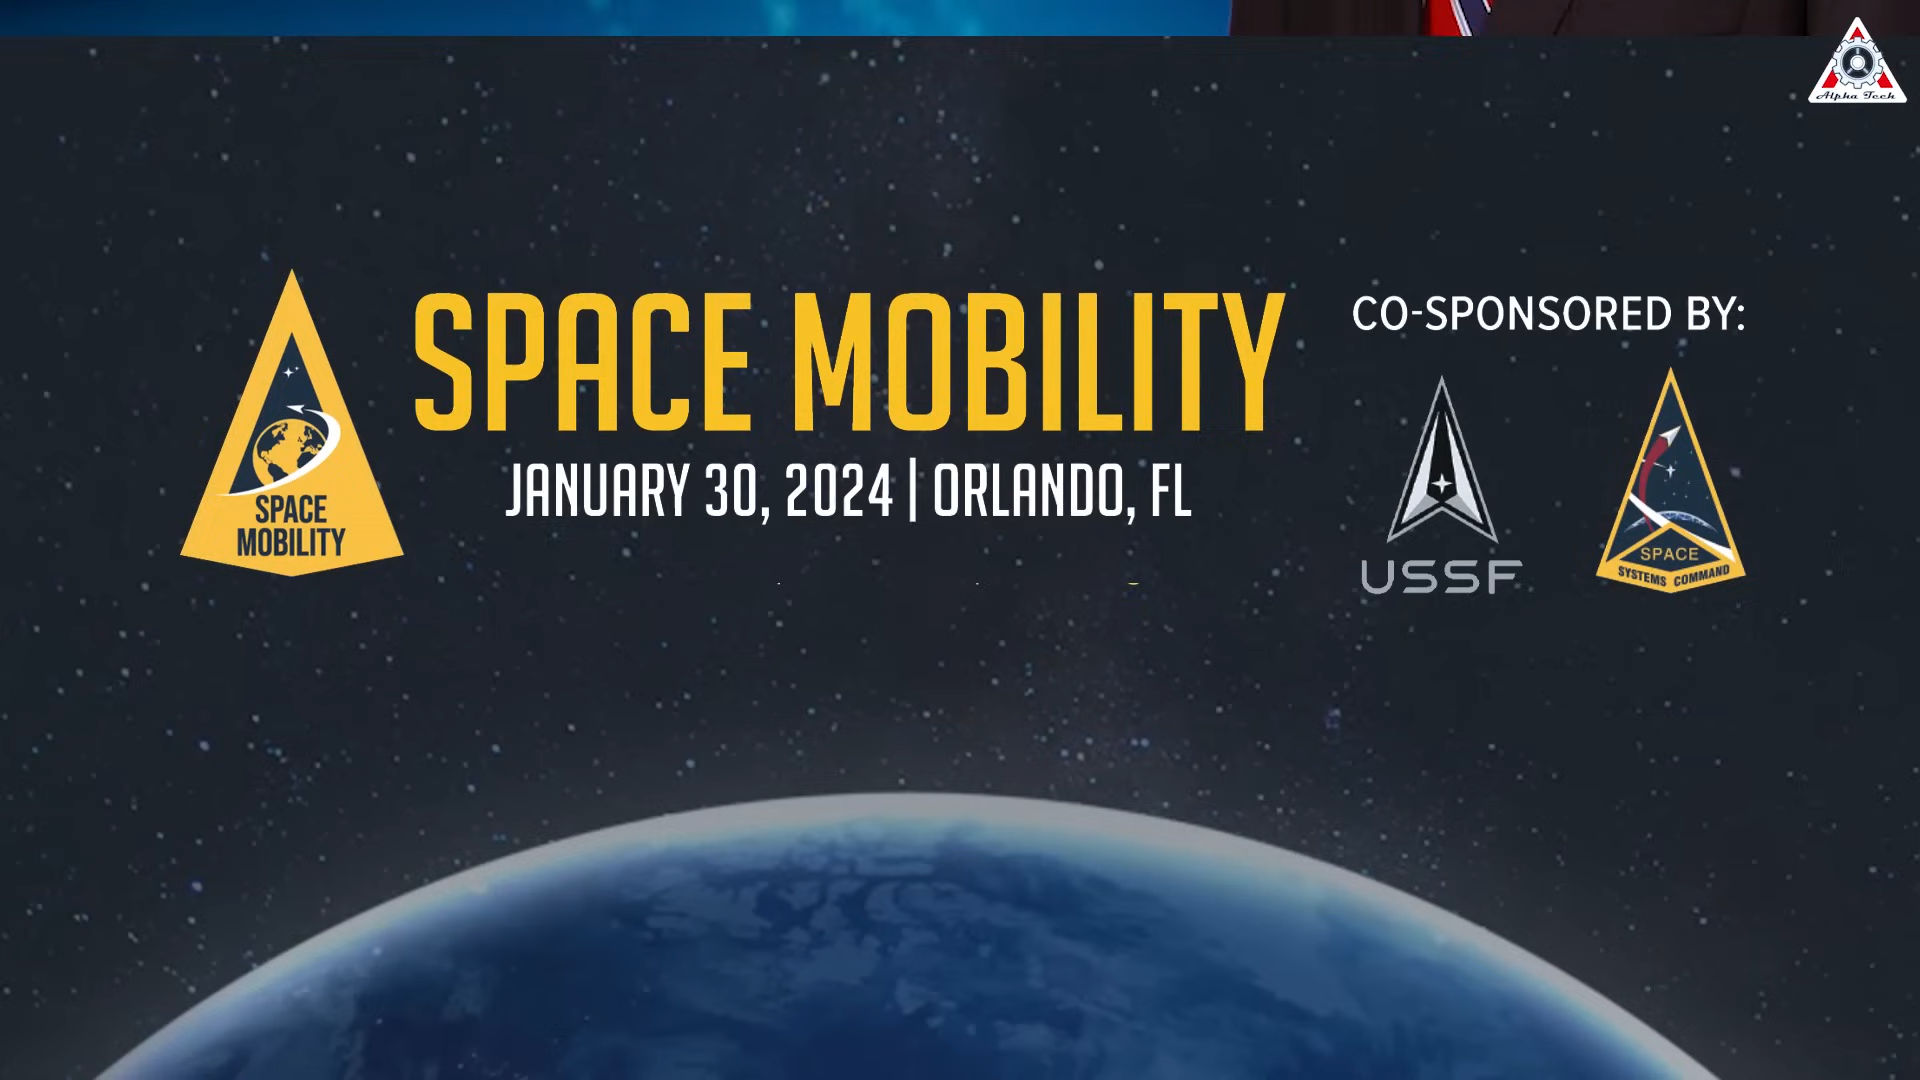 Alpha Tech
SPACE MOBILITY
JANUARY 30, 2024 | ORLANDO, FL
SPACE
MOBILITY
CO-SPONSORED BY:
USSF
SPACE
SYSTEMS COMMAND